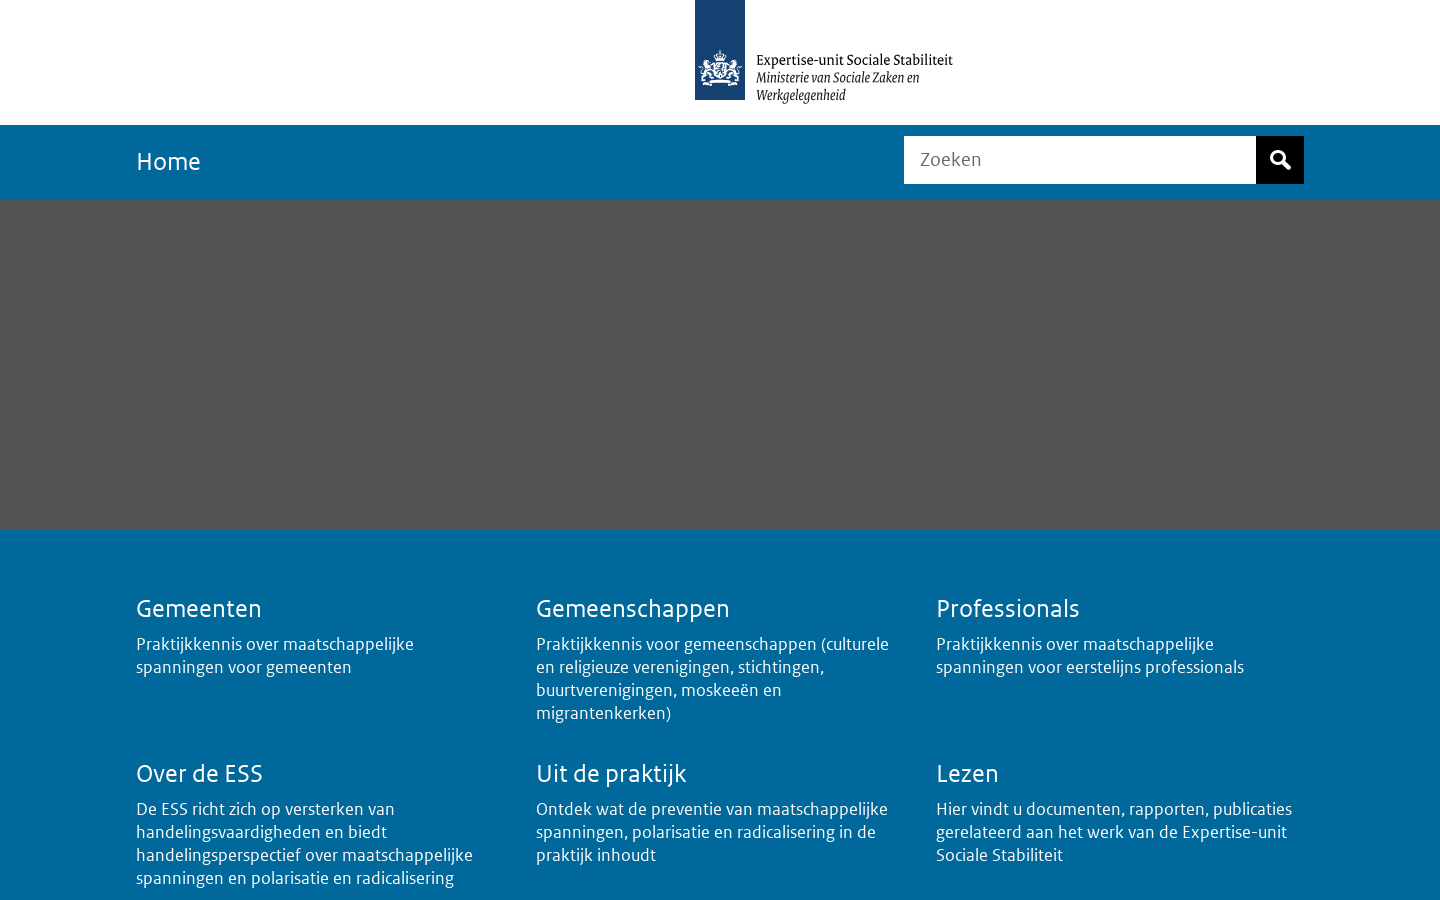 Expertise-unit Sociale Stabiliteit
Ministerie van Sociale Zaken en
Werkgelegenheid
Home
Zoeken
Gemeenten
Praktijkkennis over maatschappelijke
spanningen voor gemeenten
Gemeenschappen
Praktijkkennis voor gemeenschappen (culturele
en religieuze verenigingen, stichtingen,
buurtverenigingen, moskeeën en
migrantenkerken)
Professionals
Praktijkkennis over maatschappelijke
spanningen voor eerstelijns professionals
Over de ESS
De ESS richt zich op versterken van
handelingsvaardigheden en biedt
handelingsperspectief over maatschappelijke
spanningen en polarisatie en radicalisering
Uit de praktijk
Ontdek wat de preventie van maatschappelijke
spanningen, polarisatie en radicalisering in de
praktijk inhoudt
Lezen
Hier vindt u documenten, rapporten, publicaties
gerelateerd aan het werk van de Expertise-unit
Sociale Stabiliteit